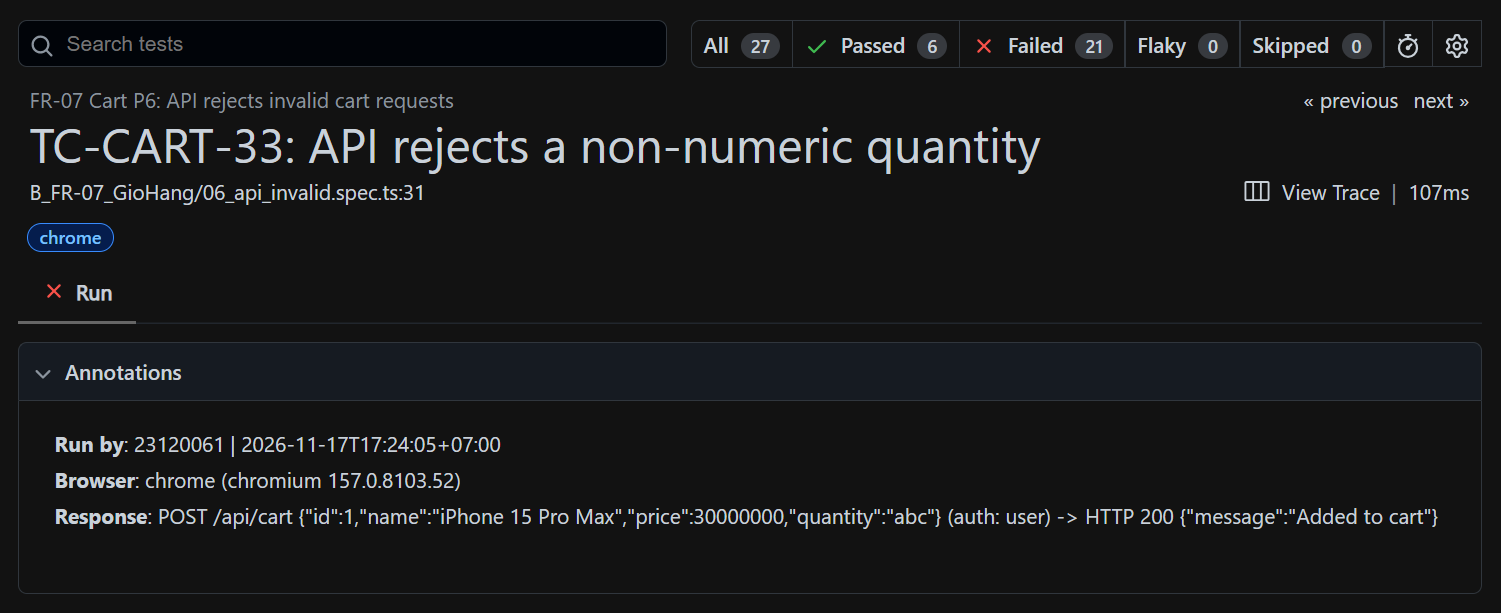 Search tests
All 27 Passed 6 Failed 21 Flaky 0 Skipped 0
FR-07 Cart P6: API rejects invalid cart requests
« previous next »
TC-CART-33: API rejects a non-numeric quantity
B_FR-07_GioHang/06_api_invalid.spec.ts:31
View Trace | 107ms
chrome
Run
Annotations
Run by: 23120061 | 2026-11-17T17:24:05+07:00
Browser: chrome (chromium 157.0.8103.52)
Response: POST /api/cart {"id":1,"name":"iPhone 15 Pro Max","price":30000000,"quantity":"abc"} (auth: user) -> HTTP 200 {"message":"Added to cart"}